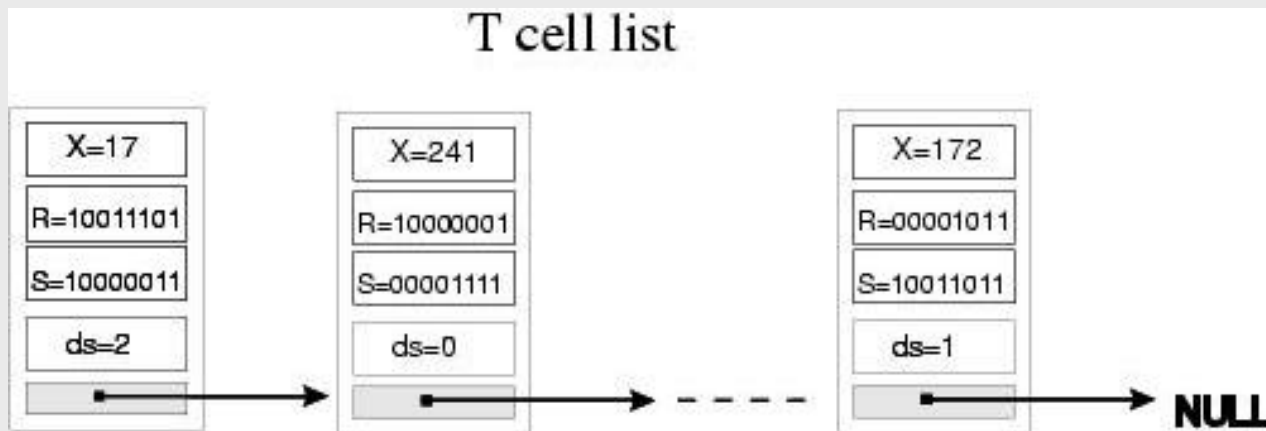 T cell list
X=17
R=10011101
S=10000011
ds=2
X=241
R=10000001
S=00001111
ds=0
X=172
R=00001011
S=10011011
ds=1
NULL